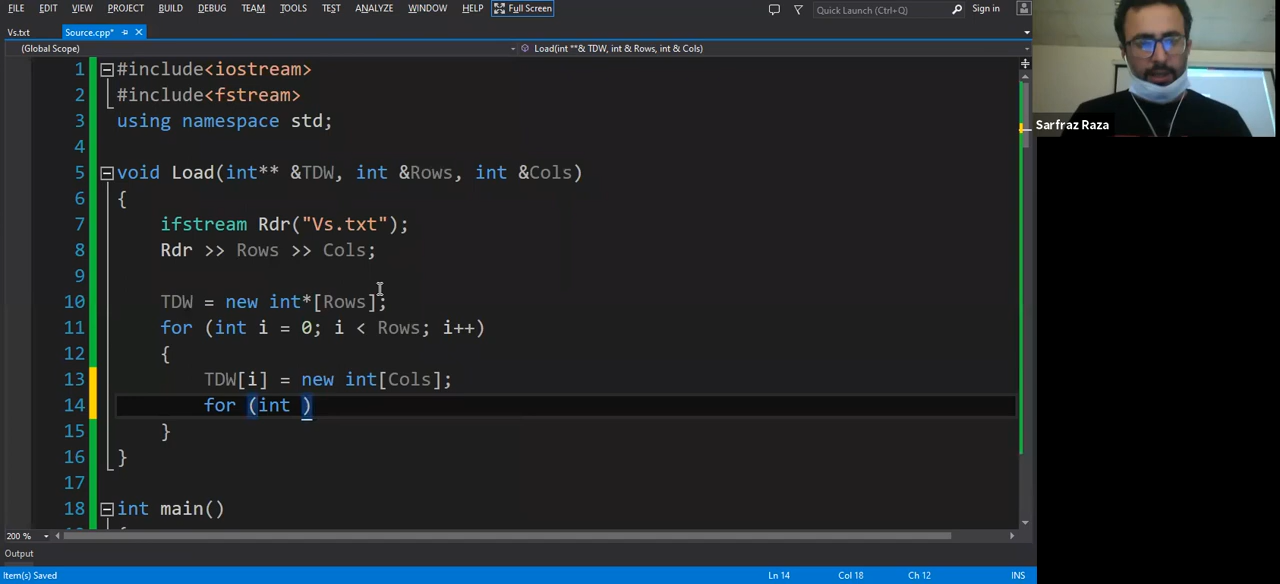 FILE EDIT VIEW PROJECT BUILD DEBUG TEAM TOOLS TEST ANALYZE WINDOW HELP Full Screen Quick Launch (Ctrl+Q) Sign in
Vs.txt Source.cpp*
(Global Scope) Load(int **& TDW, int & Rows, int & Cols)
1 #include<iostream>
2 #include<fstream>
3 using namespace std;
4
5 void Load(int** &TDW, int &Rows, int &Cols)
6 {
7 ifstream Rdr("Vs.txt");
8 Rdr >> Rows >> Cols;
9
10 TDW = new int*[Rows];
11 for (int i = 0; i < Rows; i++)
12 {
13 TDW[i] = new int[Cols];
14 for (int )
15 }
16 }
17
18 int main()
200 %
Output
Item(s) Saved Ln 14 Col 18 Ch 12 INS
Sarfraz Raza